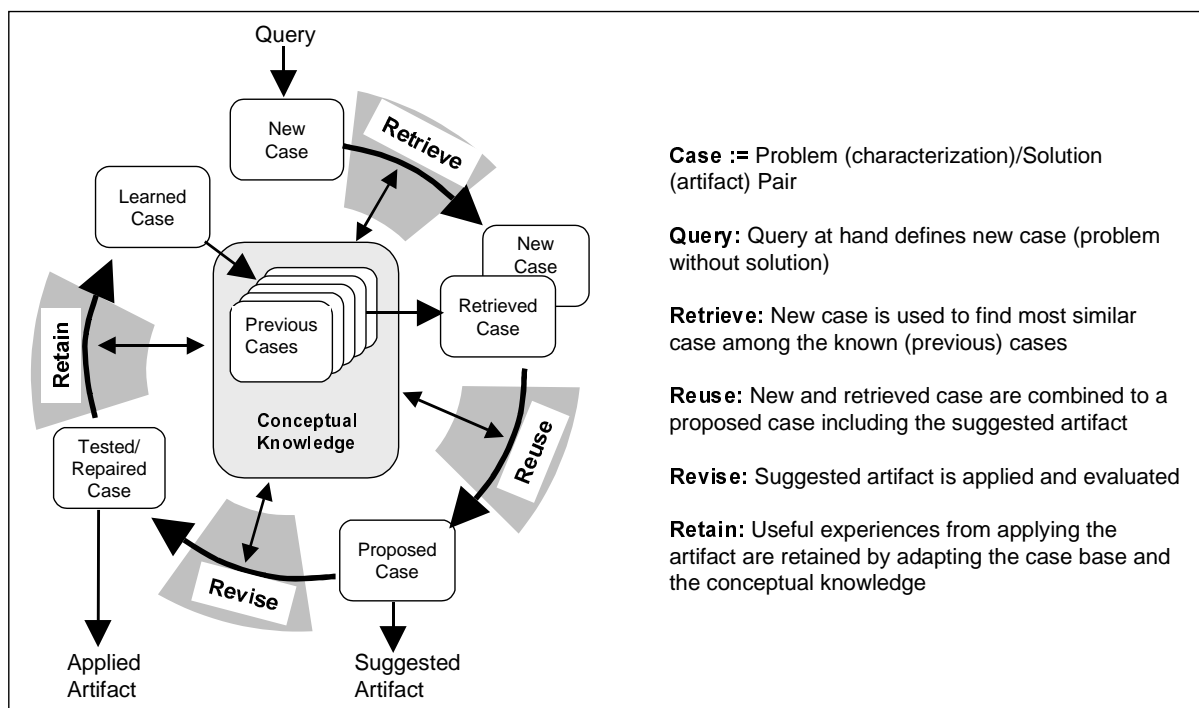 Query
New
Case
Retrieve
Learned
Case
New
Case
Retrieved
Case
Previous
Cases
Conceptual
Knowledge
Retain
Reuse
Tested/
Repaired
Case
Revise
Proposed
Case
Applied
Artifact
Suggested
Artifact
Case := Problem (characterization)/Solution
(artifact) Pair
Query: Query at hand defines new case (problem
without solution)
Retrieve: New case is used to find most similar
case among the known (previous) cases
Reuse: New and retrieved case are combined to a
proposed case including the suggested artifact
Revise: Suggested artifact is applied and evaluated
Retain: Useful experiences from applying the
artifact are retained by adapting the case base and
the conceptual knowledge